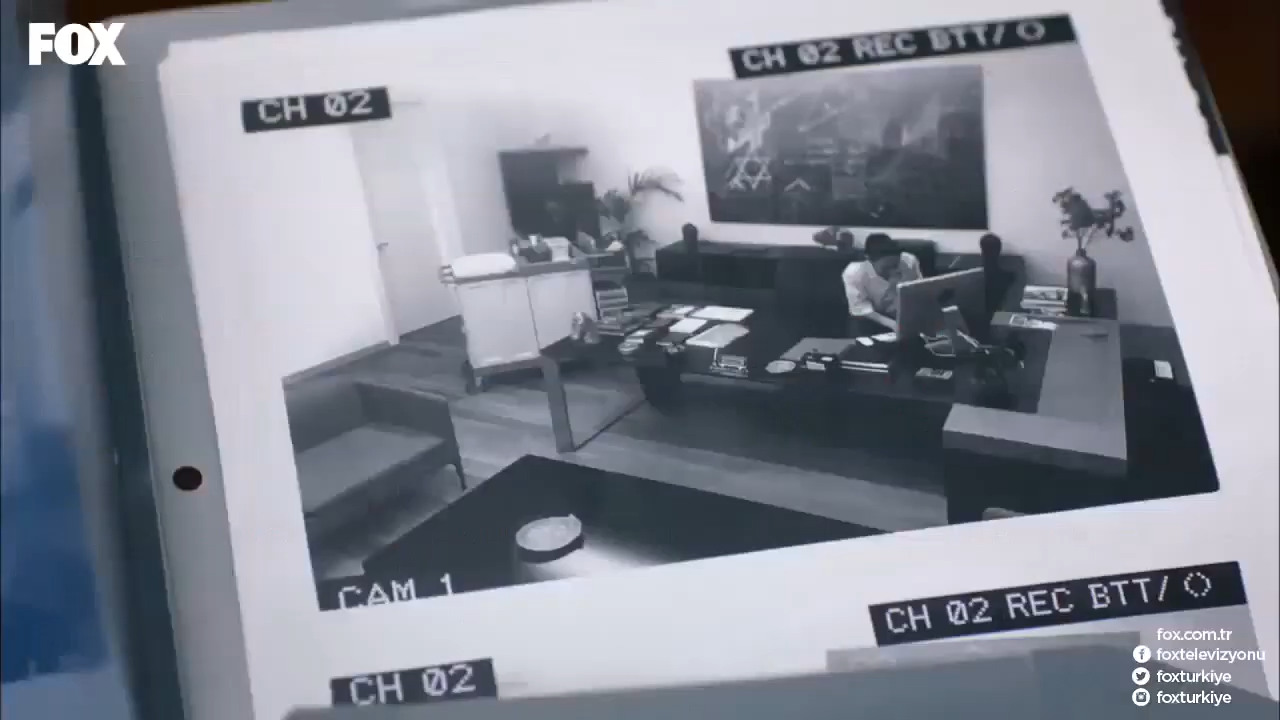 FOX
CH 02 REC BTT/
CH 02
CAM 1
CH 02 REC BTT/
CH 02
fox.com.tr
foxtelevizyonu
foxturkiye
foxturkiye